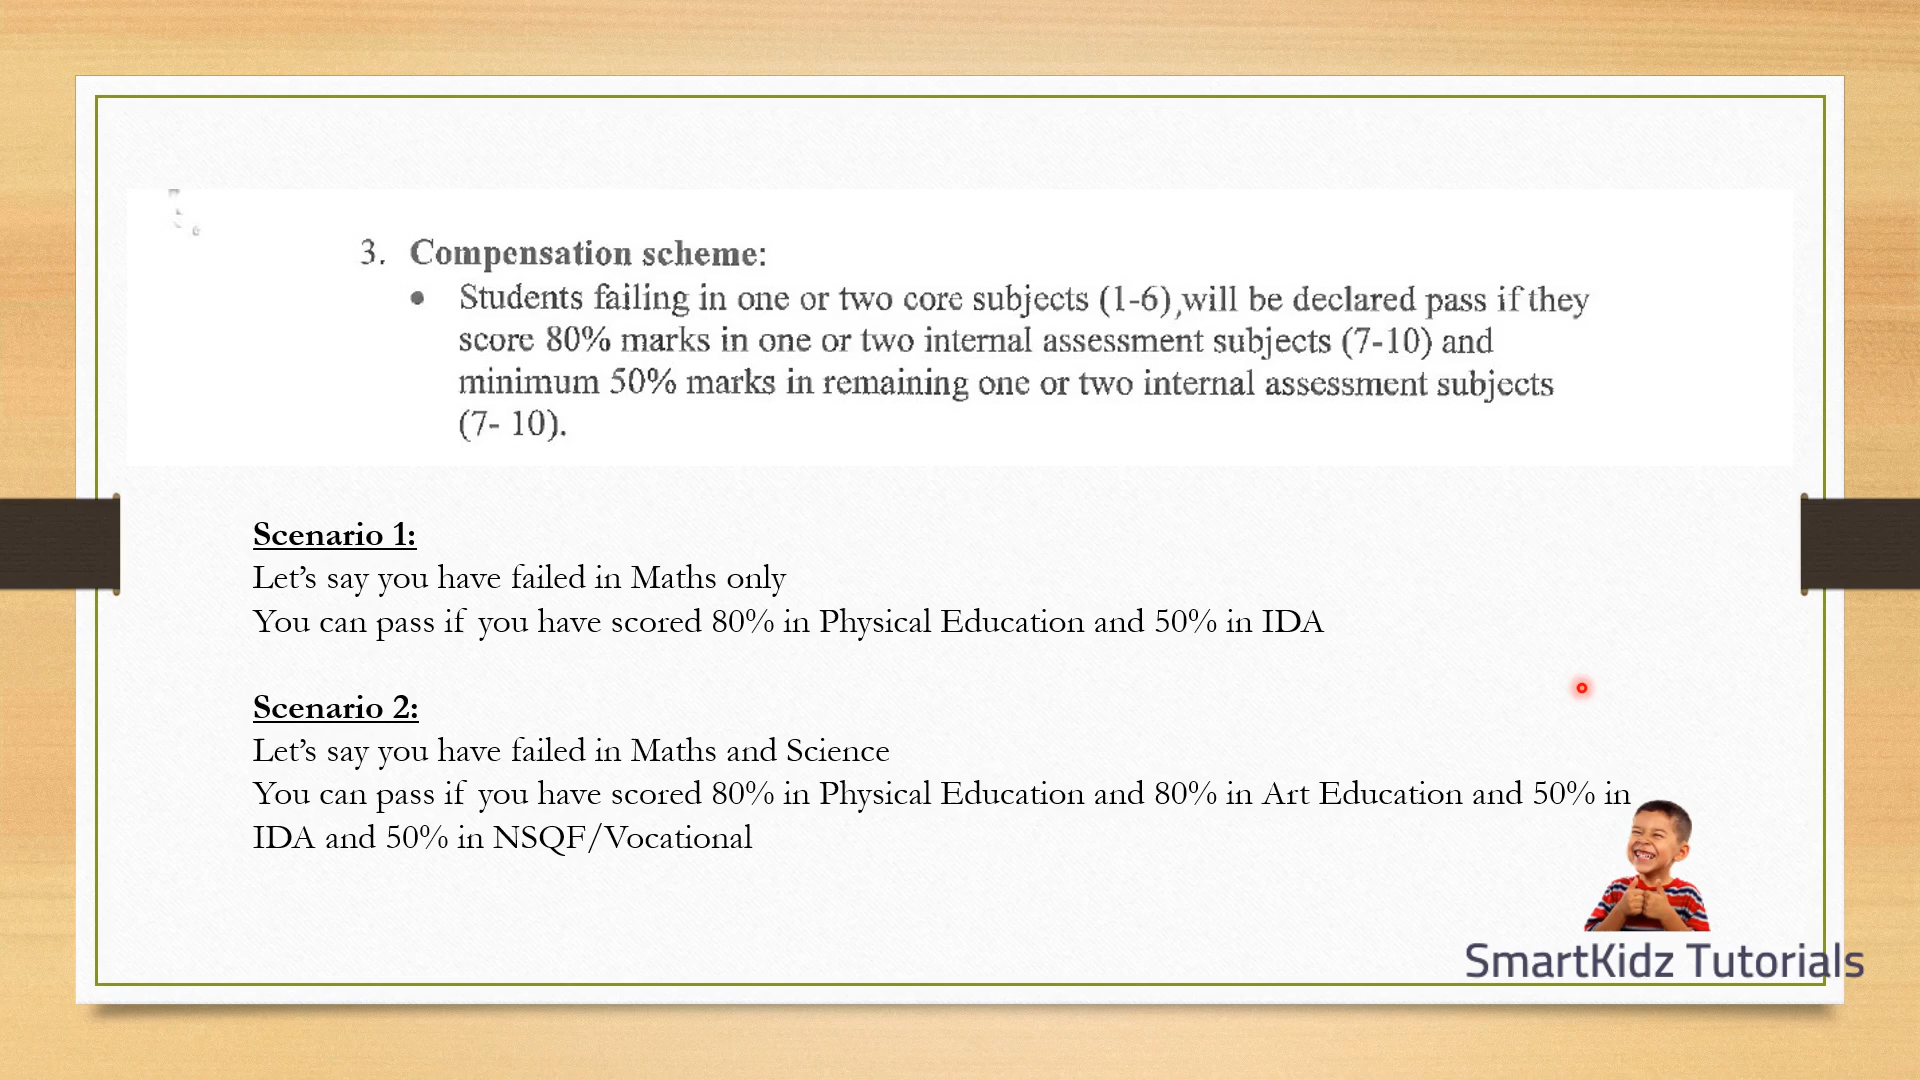 3. Compensation scheme:
• Students failing in one or two core subjects (1-6),will be declared pass if they
score 80% marks in one or two internal assessment subjects (7-10) and
minimum 50% marks in remaining one or two internal assessment subjects
(7- 10).
Scenario 1:
Let’s say you have failed in Maths only
You can pass if you have scored 80% in Physical Education and 50% in IDA
Scenario 2:
Let’s say you have failed in Maths and Science
You can pass if you have scored 80% in Physical Education and 80% in Art Education and 50% in
IDA and 50% in NSQF/Vocational
SmartKidz Tutorials